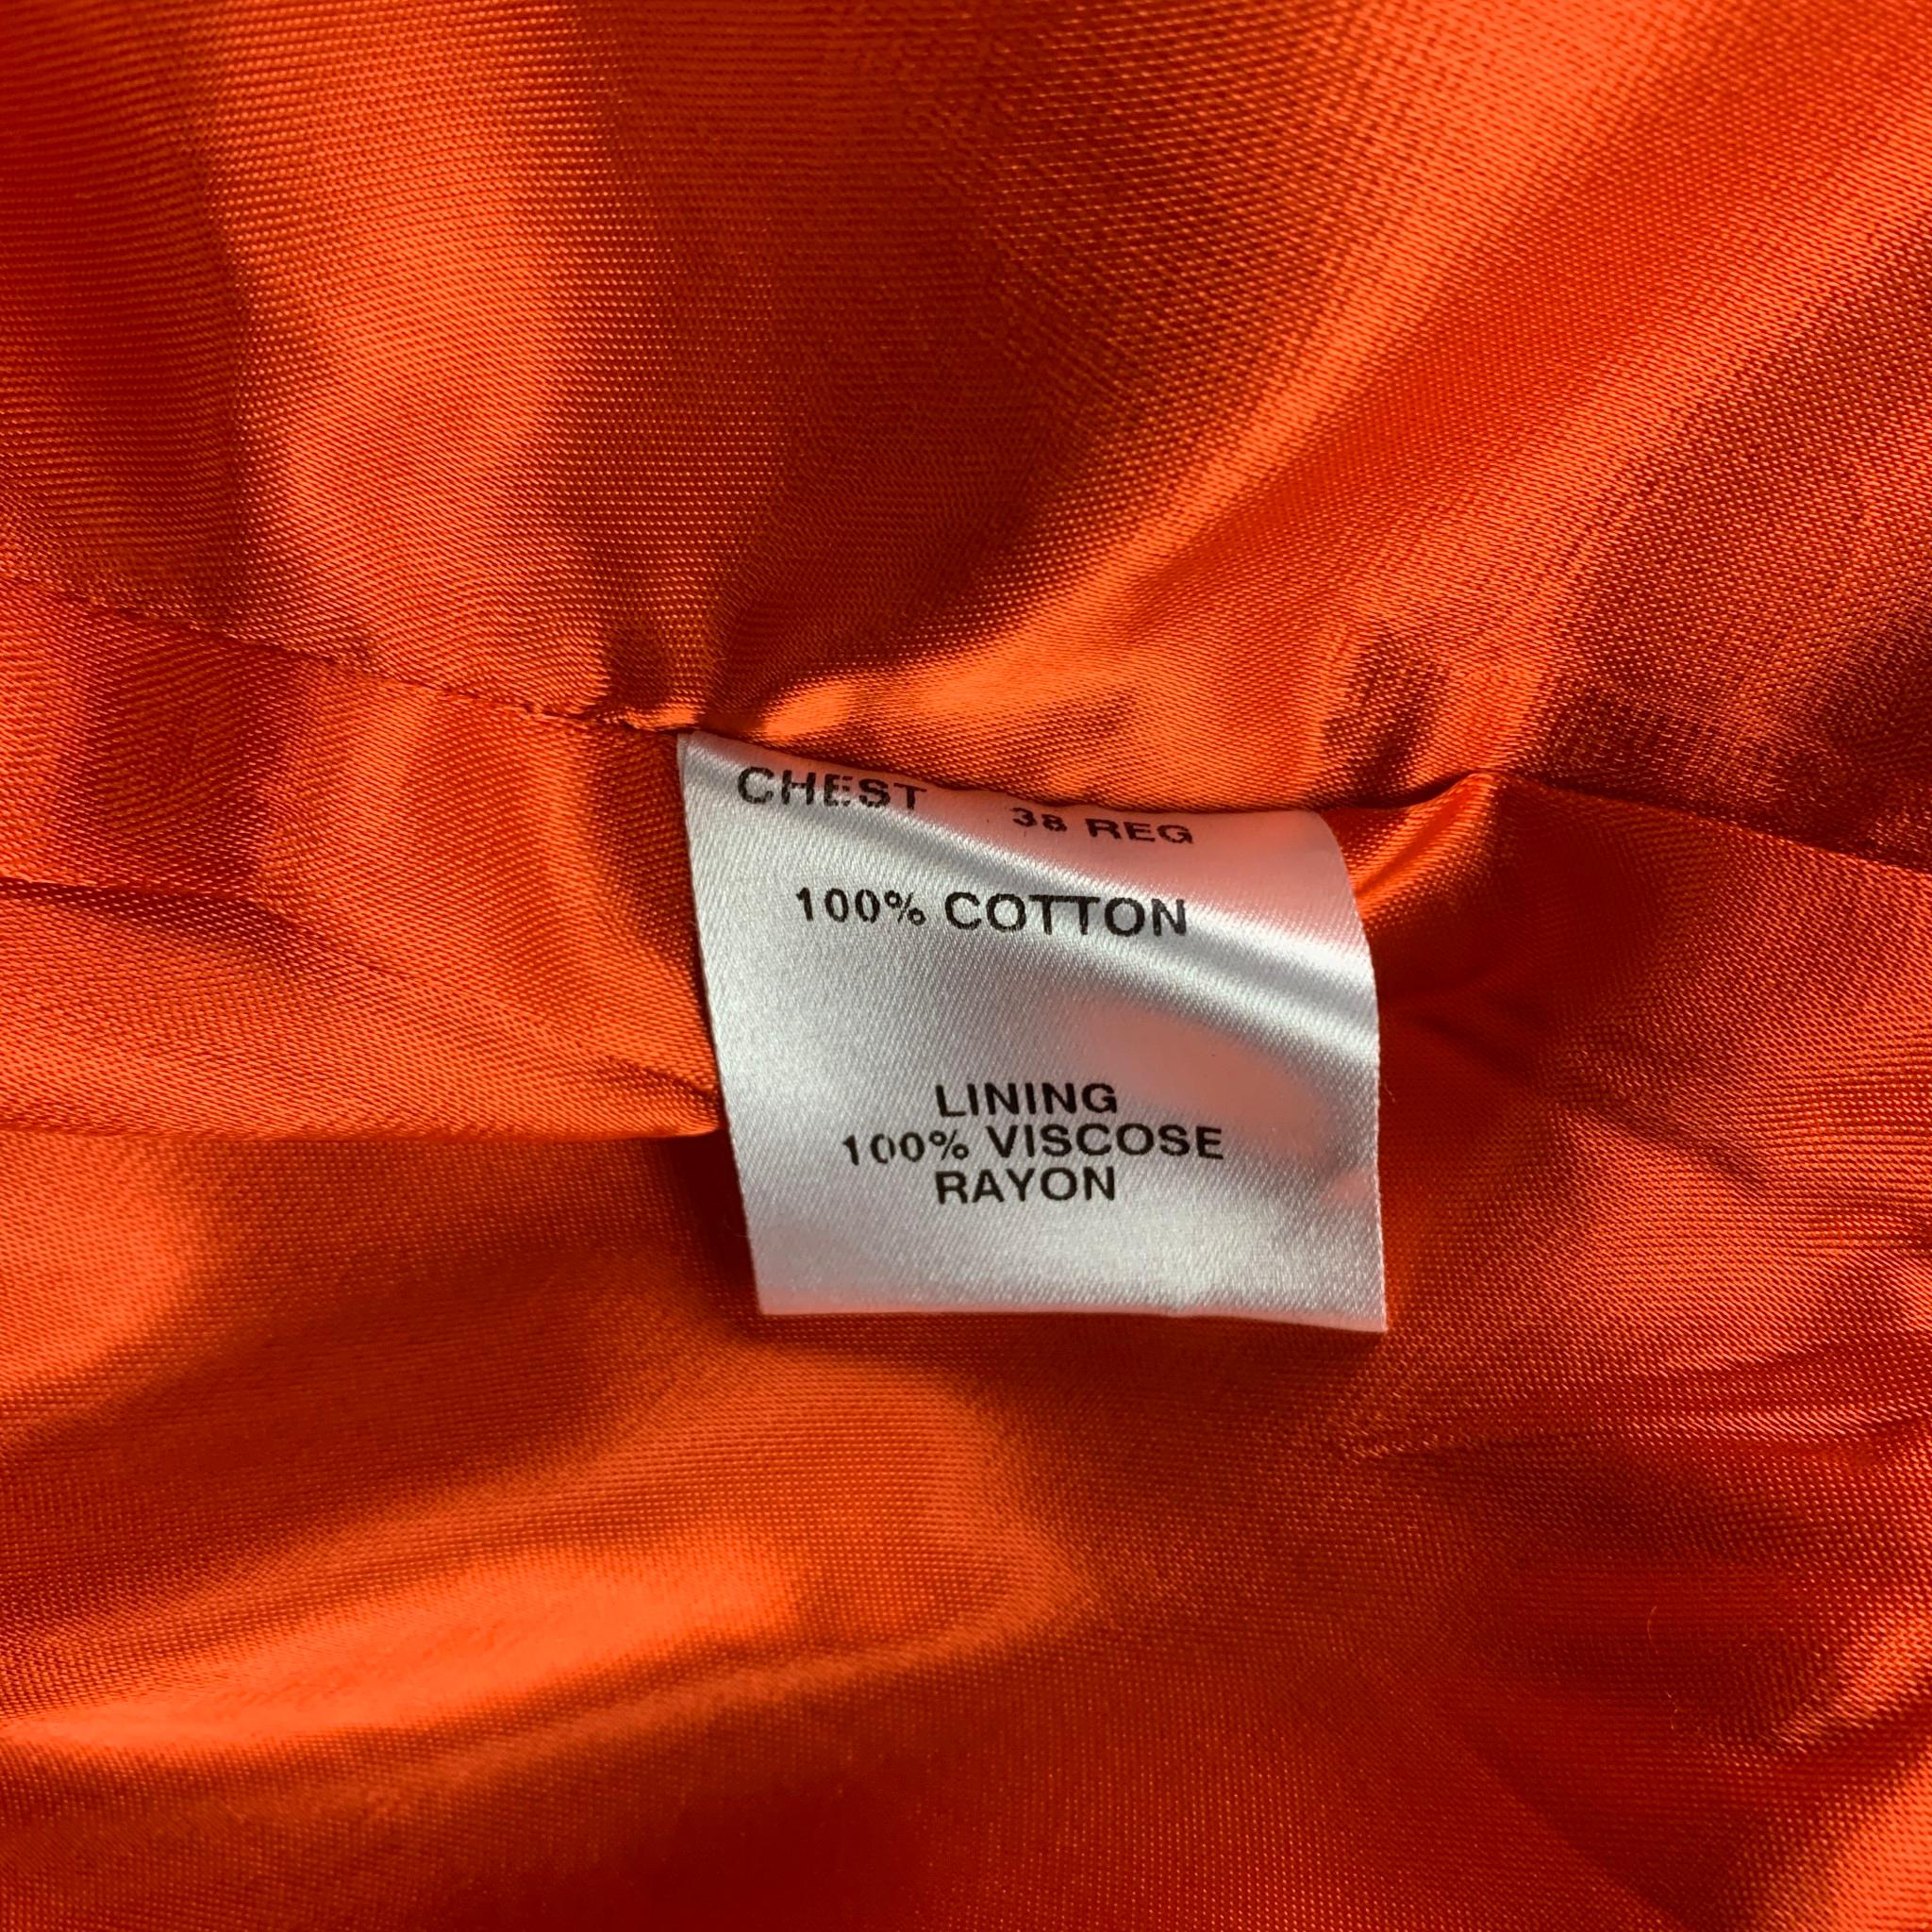 CHEST 38 REG
100% COTTON
LINING
100% VISCOSE
RAYON